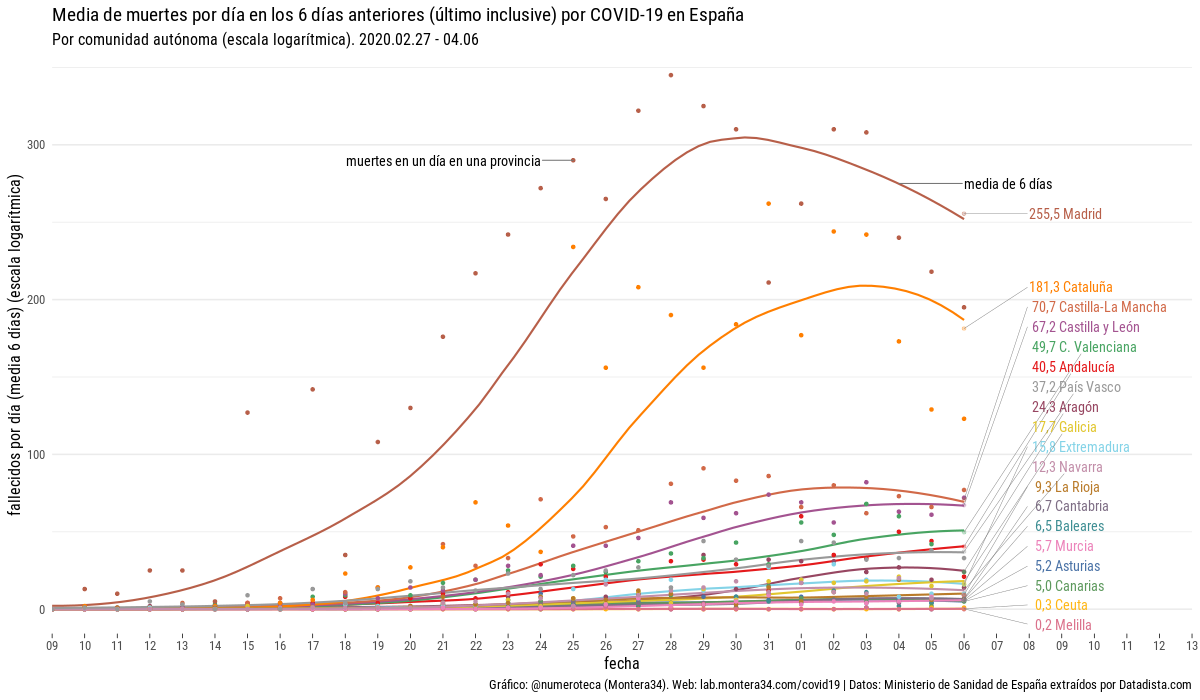 Media de muertes por día en los 6 días anteriores (último inclusive) por COVID-19 en España
Por comunidad autónoma (escala logarítmica). 2020.02.27 - 04.06
fallecidos por día (media 6 días) (escala logarítmica)
300
200
100
0
muertes en un día en una provincia
media de 6 días
255,5 Madrid
181,3 Cataluña
70,7 Castilla-La Mancha
67,2 Castilla y León
49,7 C. Valenciana
40,5 Andalucía
37,2 País Vasco
24,3 Aragón
17,7 Galicia
15,8 Extremadura
12,3 Navarra
9,3 La Rioja
6,7 Cantabria
6,5 Baleares
5,7 Murcia
5,2 Asturias
5,0 Canarias
0,3 Ceuta
0,2 Melilla
09 10 11 12 13 14 15 16 17 18 19 20 21 22 23 24 25 26 27 28 29 30 31 01 02 03 04 05 06 07 08 09 10 11 12 13
fecha
Gráfico: @numeroteca (Montera34). Web: lab.montera34.com/covid19 | Datos: Ministerio de Sanidad de España extraídos por Datadista.com